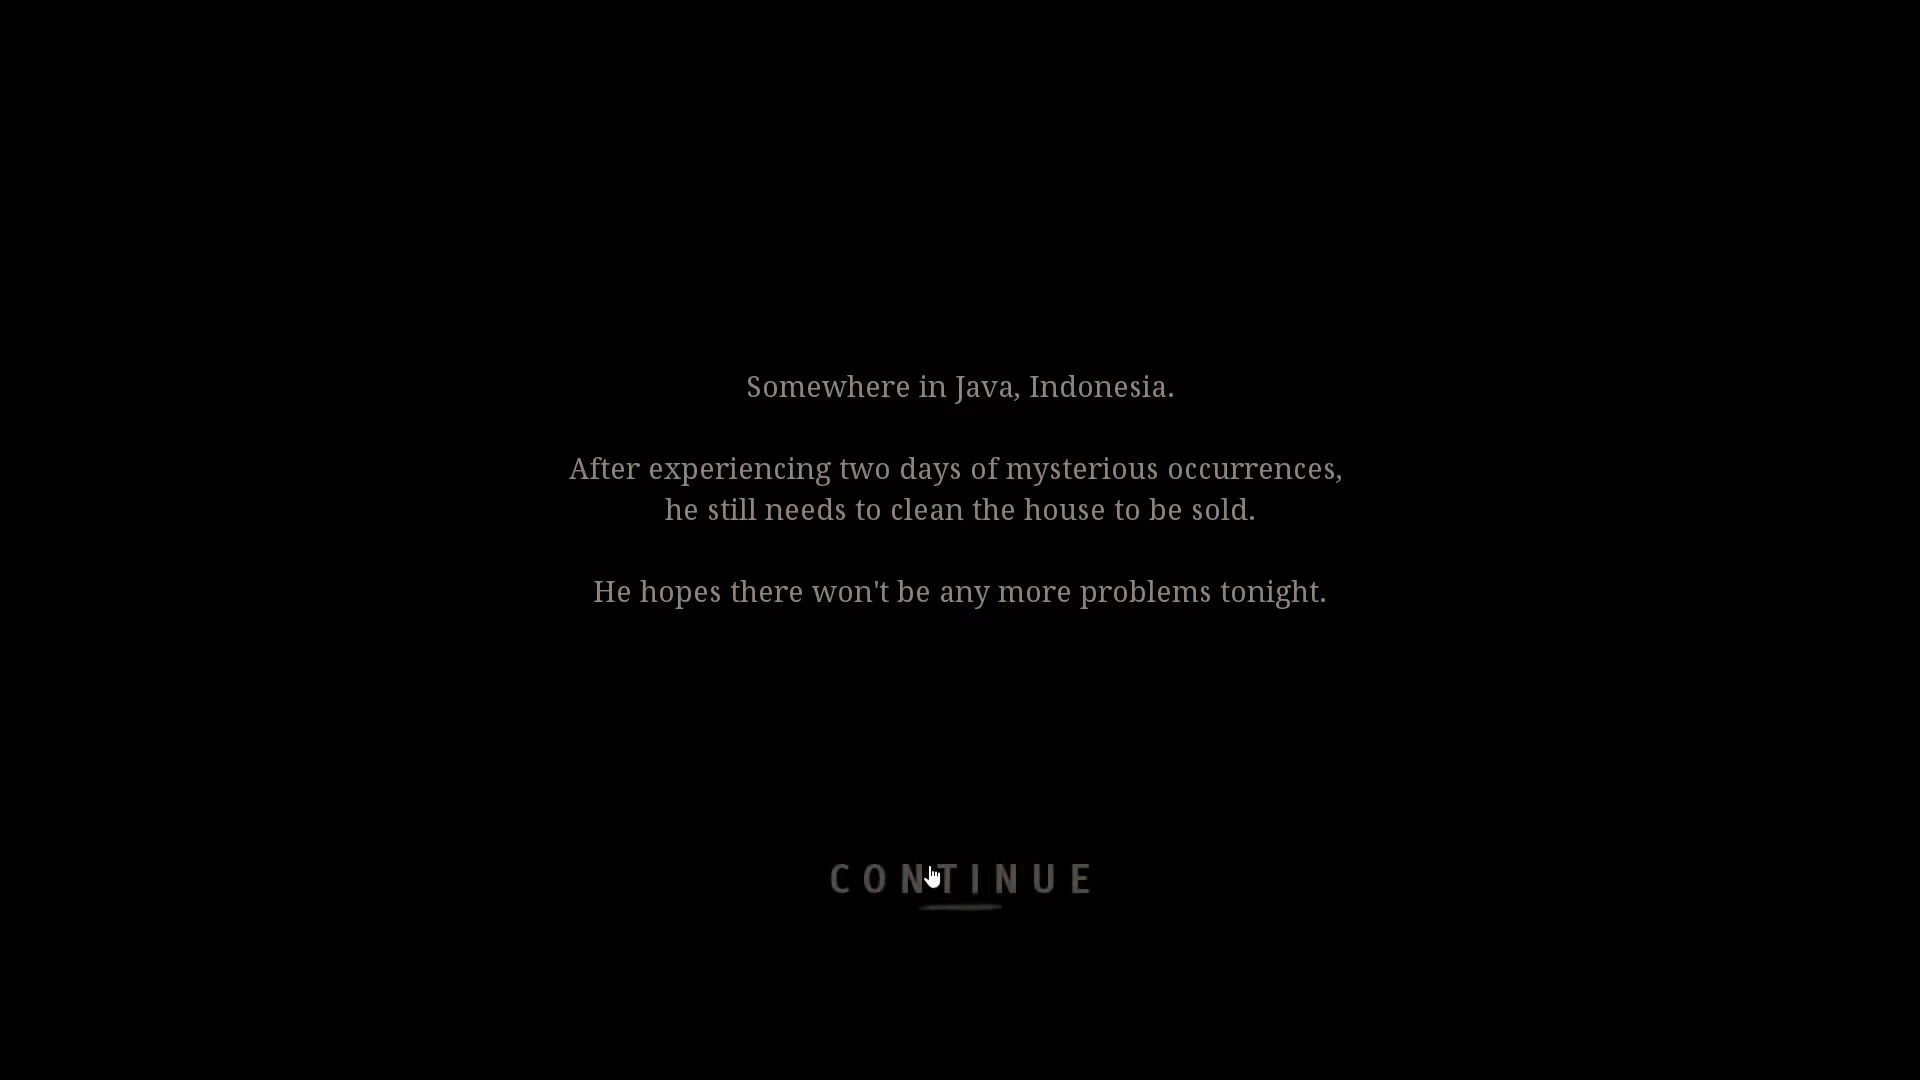 Somewhere in Java, Indonesia.
After experiencing two days of mysterious occurrences,
he still needs to clean the house to be sold.
He hopes there won't be any more problems tonight.
CONTINUE